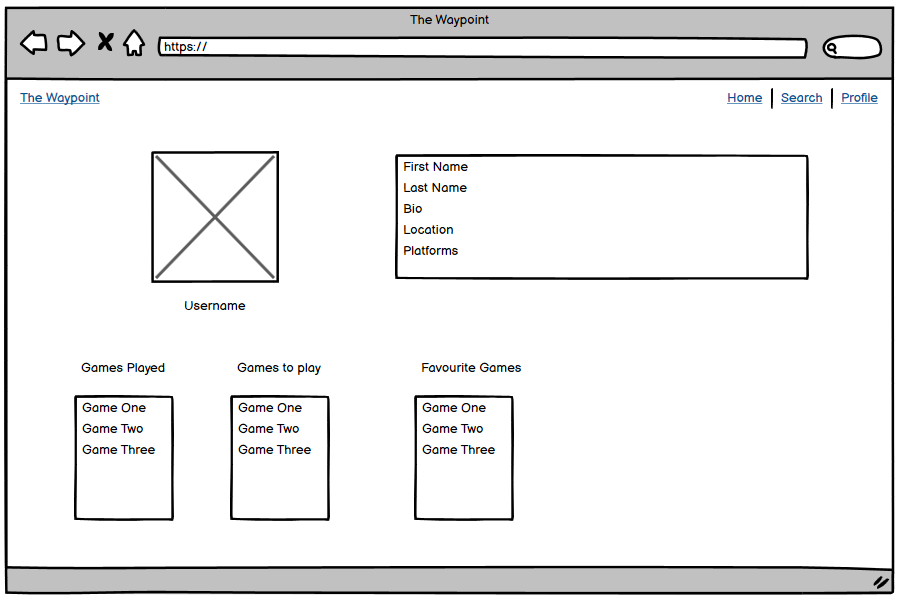 The Waypoint
https://
The Waypoint
Home
Search
Profile
First Name
Last Name
Bio
Location
Platforms
Username
Games Played
Game One
Game Two
Game Three
Games to play
Game One
Game Two
Game Three
Favourite Games
Game One
Game Two
Game Three